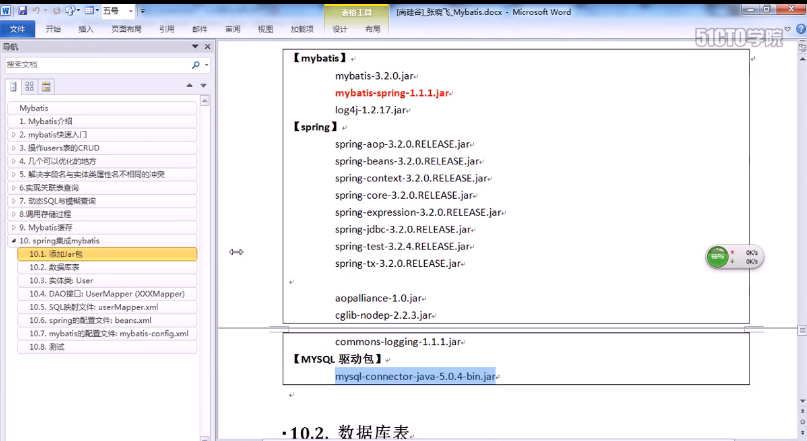 五号
表格工具
[尚硅谷]_张晓飞_Mybatis.docx - Microsoft Word
文件 开始 插入 页面布局 引用 邮件 审阅 视图 加载项 设计 布局
51CTO学院
导航
搜索文档
Mybatis
1. Mybatis介绍
2. mybatis快速入门
3. 操作users表的CRUD
4. 几个可以优化的地方
5. 解决字段名与实体类属性名不相同的冲突
6.实现关联表查询
7. 动态SQL与模糊查询
8.调用存储过程
9. Mybatis缓存
10. spring集成mybatis
10.1. 添加Jar包
10.2. 数据库表
10.3. 实体类: User
10.4. DAO接口: UserMapper (XXXMapper)
10.5. SQL映射文件: userMapper.xml
10.6. spring的配置文件: beans.xml
10.7. mybatis的配置文件: mybatis-config.xml
10.8. 测试
【mybatis】
mybatis-3.2.0.jar
mybatis-spring-1.1.1.jar
log4j-1.2.17.jar
【spring】
spring-aop-3.2.0.RELEASE.jar
spring-beans-3.2.0.RELEASE.jar
spring-context-3.2.0.RELEASE.jar
spring-core-3.2.0.RELEASE.jar
spring-expression-3.2.0.RELEASE.jar
spring-jdbc-3.2.0.RELEASE.jar
spring-test-3.2.4.RELEASE.jar
spring-tx-3.2.0.RELEASE.jar
aopalliance-1.0.jar
cglib-nodep-2.2.3.jar
commons-logging-1.1.1.jar
【MYSQL 驱动包】
mysql-connector-java-5.0.4-bin.jar
10.2. 数据库表
66%
0K/s
0K/s